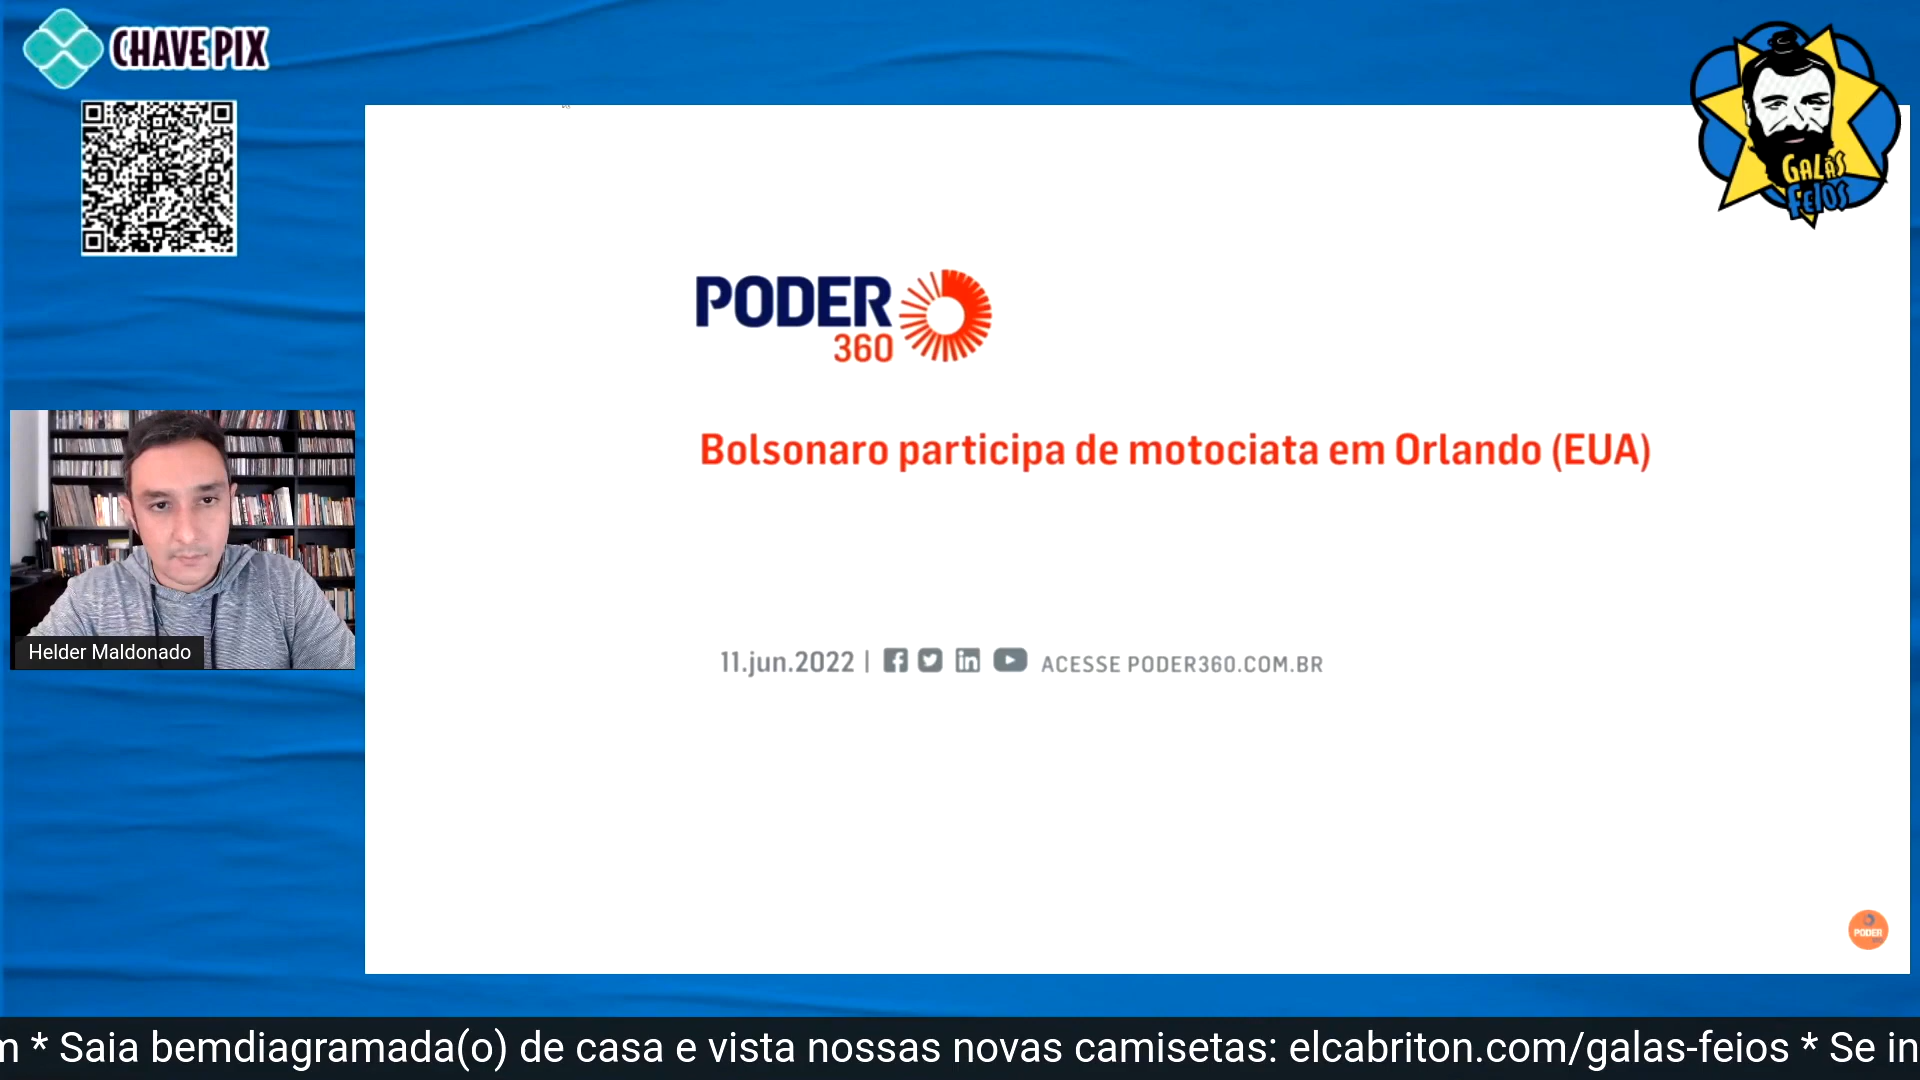 CHAVE PIX
GALÃS
FEIOS
PODER
360
Bolsonaro participa de motociata em Orlando (EUA)
Helder Maldonado
11.jun.2022 | ACESSE PODER360.COM.BR
PODER
m * Saia bemdiagramada(o) de casa e vista nossas novas camisetas: elcabriton.com/galas-feios * Se in